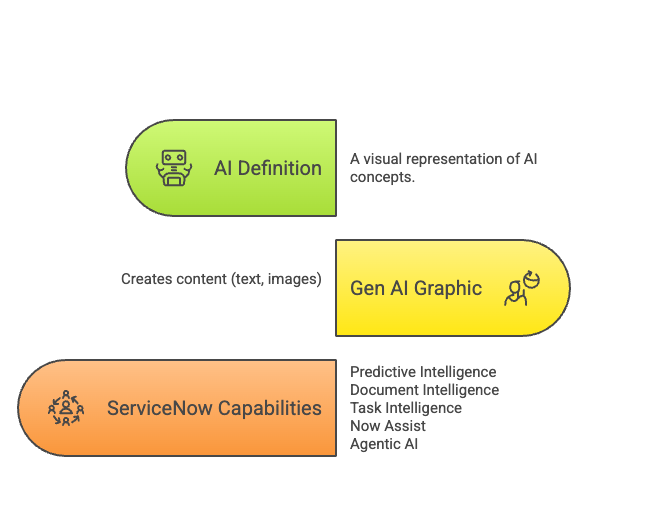 AI Definition
A visual representation of AI
concepts.
Creates content (text, images)
Gen AI Graphic
ServiceNow Capabilities
Predictive Intelligence
Document Intelligence
Task Intelligence
Now Assist
Agentic AI